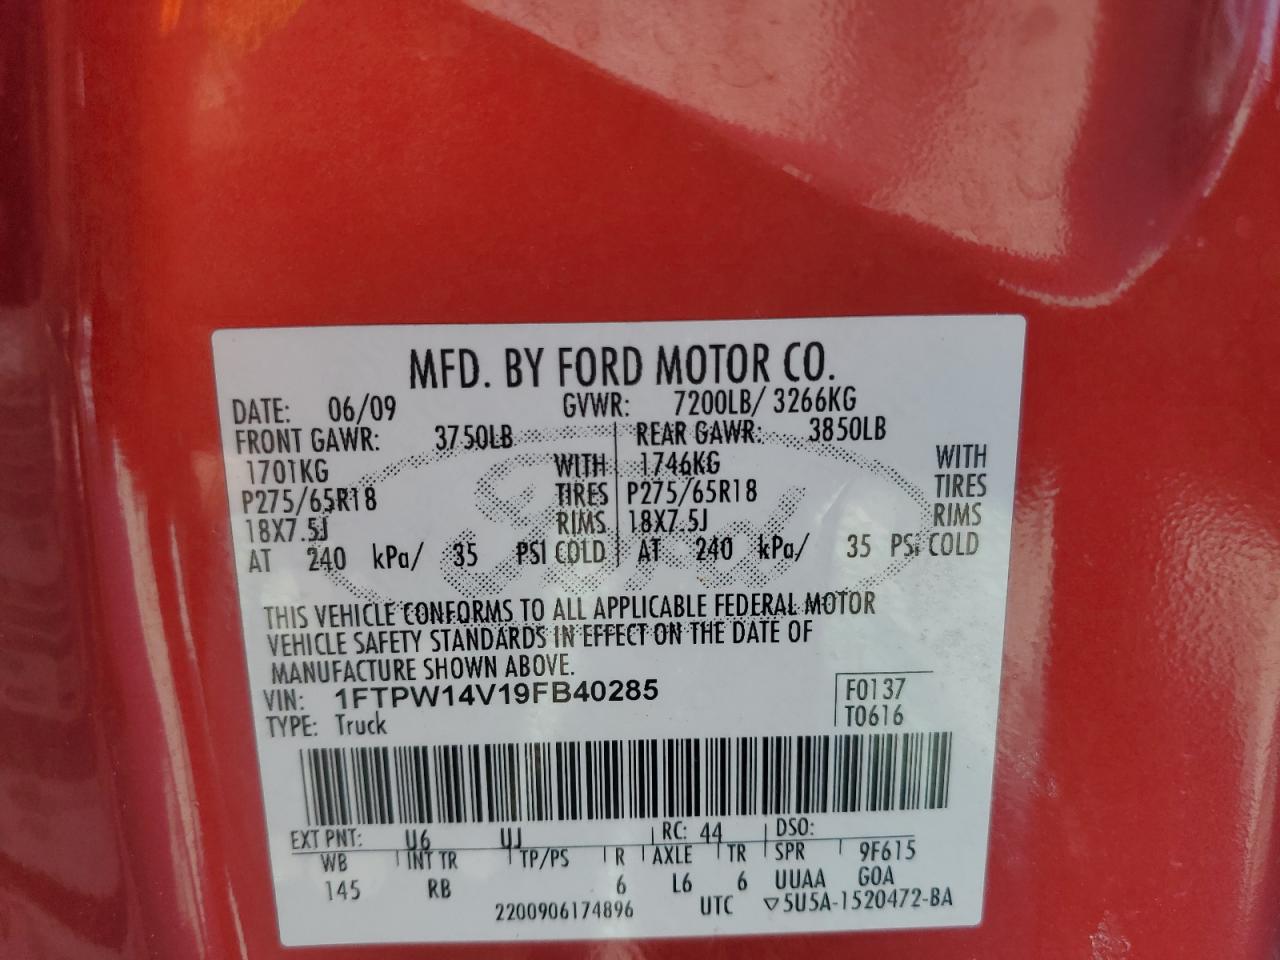 MFD. BY FORD MOTOR CO.
DATE: 06/09 GVWR: 7200LB/ 3266KG
FRONT GAWR: 3750LB REAR GAWR: 3850LB
1701KG WITH 1746KG WITH
P275/65R18 TIRES P275/65R18 TIRES
18X7.5J RIMS 18X7.5J RIMS
AT 240 kPa/ 35 PSI COLD AT 240 kPa/ 35 PSi COLD
Ford
THIS VEHICLE CONFORMS TO ALL APPLICABLE FEDERAL MOTOR
VEHICLE SAFETY STANDARDS IN EFFECT ON THE DATE OF
MANUFACTURE SHOWN ABOVE.
VIN: 1FTPW14V19FB40285 F0137
TYPE: Truck T0616
EXT PNT: U6 UJ RC: 44 DSO:
WB INT TR TP/PS R AXLE TR SPR 9F615
145 RB 6 L6 6 UUAA GOA
2200906174896 UTC ▽5U5A-1520472-BA